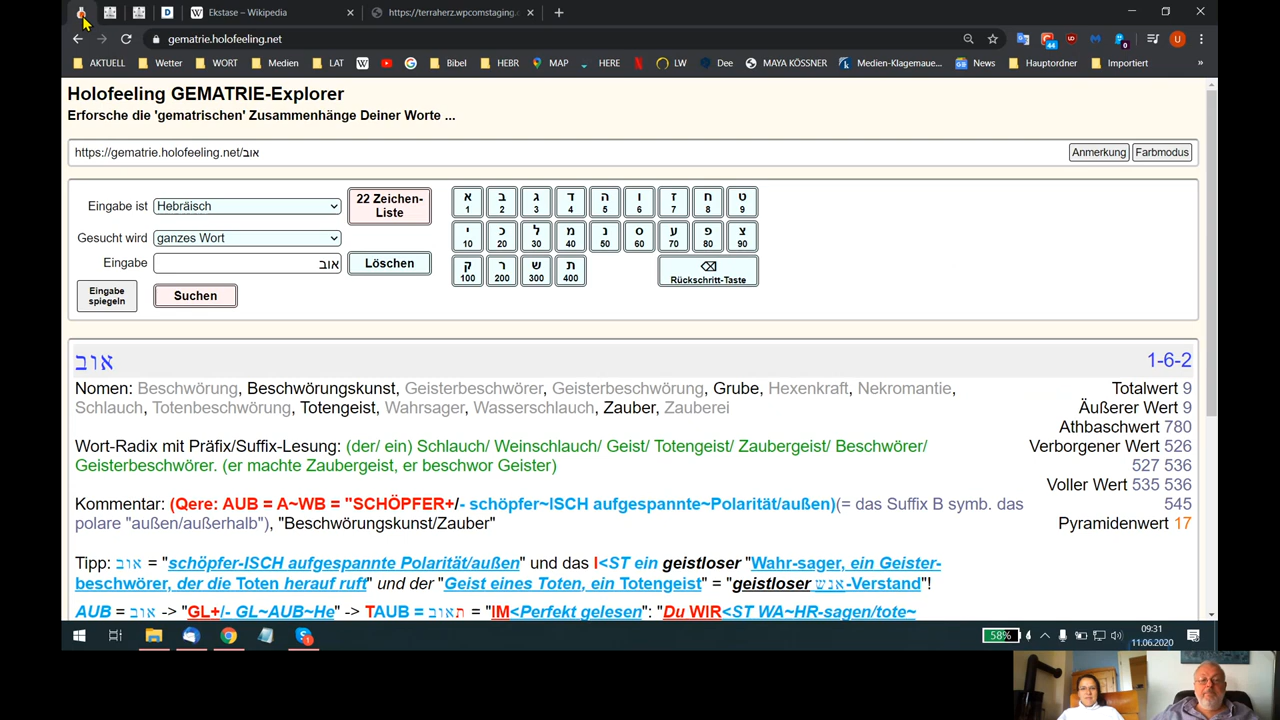 Ekstase – Wikipedia
https://terraherz.wpcomstaging.c
gematrie.holofeeling.net
AKTUELL Wetter WORT Medien LAT Bibel HEBR MAP HERE LW Dee MAYA KÖSSNER Medien-Klagemaue... News Hauptordner Importiert
Holofeeling GEMATRIE-Explorer
Erforsche die 'gematrischen' Zusammenhänge Deiner Worte ...
https://gematrie.holofeeling.net/אוב Anmerkung Farbmodus
Eingabe ist Hebräisch 22 Zeichen-Liste
Gesucht wird ganzes Wort
Eingabe אוב Löschen
Eingabe spiegeln Suchen
א ב ג ד ה ו ז ח ט
1 2 3 4 5 6 7 8 9
י כ ל מ נ ס ע פ צ
10 20 30 40 50 60 70 80 90
ק ר ש ת
100 200 300 400 Rückschritt-Taste
אוב 1-6-2
Nomen: Beschwörung, Beschwörungskunst, Geisterbeschwörer, Geisterbeschwörung, Grube, Hexenkraft, Nekromantie,
Schlauch, Totenbeschwörung, Totengeist, Wahrsager, Wasserschlauch, Zauber, Zauberei
Totalwert 9
Äußerer Wert 9
Athbaschwert 780
Verborgener Wert 526
527 536
Voller Wert 535 536
545
Pyramidenwert 17
Wort-Radix mit Präfix/Suffix-Lesung: (der/ ein) Schlauch/ Weinschlauch/ Geist/ Totengeist/ Zaubergeist/ Beschwörer/
Geisterbeschwörer. (er machte Zaubergeist, er beschwor Geister)
Kommentar: (Qere: AUB = A~WB = "SCHÖPFER+/- schöpfer~ISCH aufgespannte~Polarität/außen)(= das Suffix B symb. das
polare "außen/außerhalb"), "Beschwörungskunst/Zauber"
Tipp: אוב = "schöpfer-ISCH aufgespannte Polarität/außen" und das I<ST ein geistloser "Wahr-sager, ein Geister-
beschwörer, der die Toten herauf ruft" und der "Geist eines Toten, ein Totengeist" = "geistloser אנש-Verstand"!
AUB = אוב -> "GL+/- GL~AUB~He" -> TAUB = תאוב = "IM<Perfekt gelesen": "Du WIR<ST WA~HR-sagen/tote~
58%
09:31
11.06.2020